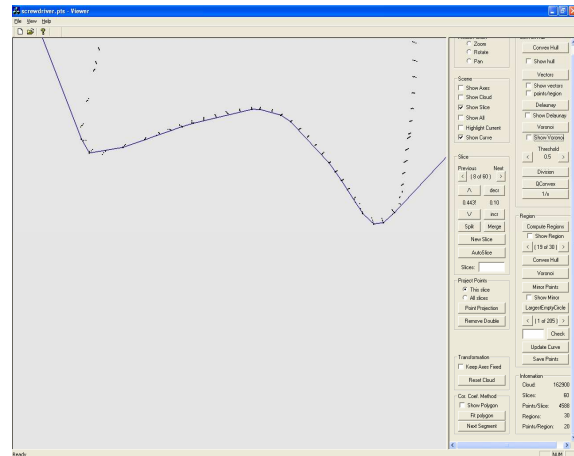 screwdriver.pts - Viewer
File View Help
Zoom
Rotate
Pan
Scene
Show Axes
Show Cloud
Show Slice
Show All
Highlight Current
Show Curve
Slice
Previous Next
< ( 8 of 60 ) >
/\ decr
0.4431 0.10
\/ incr
Split Merge
New Slice
AutoSlice
Slices:
Project Points
This slice
All slices
Point Projection
Remove Double
Transformation
Keep Axes Fixed
Reset Cloud
Cor. Coef. Method
Show Polygon
Fit polygon
Next Segment
Convex Hull
Show hull
Vectors
Show vectors
points/region
Delaunay
Show Delaunay
Voronoi
Show Voronoi
Threshold
< 0.5 >
Division
QConvex
1/x
Region
Compute Regions
Show Region
< ( 19 of 30 ) >
Convex Hull
Voronoi
Mirror Points
Show Mirror
LargestEmptyCircle
< ( 1 of 205 ) >
Check
Update Curve
Save Points
Information
Cloud: 162900
Slices: 60
Points/Slice: 4588
Regions: 30
Points/Region: 20
Ready
NUM